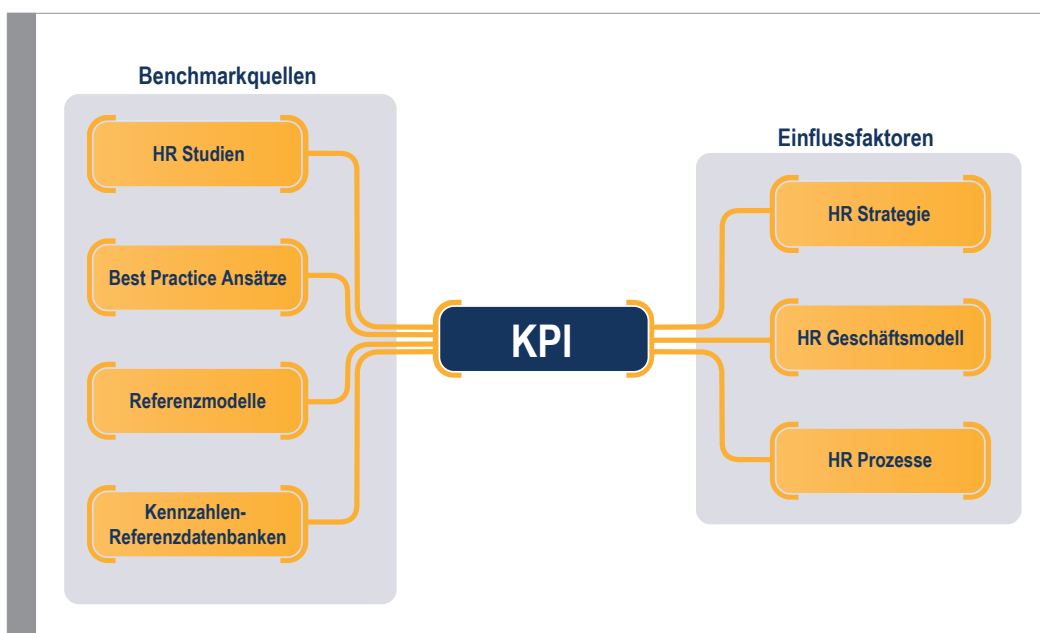 Benchmarkquellen
HR Studien
Best Practice Ansätze
Referenzmodelle
Kennzahlen-
Referenzdatenbanken
KPI
Einflussfaktoren
HR Strategie
HR Geschäftsmodell
HR Prozesse